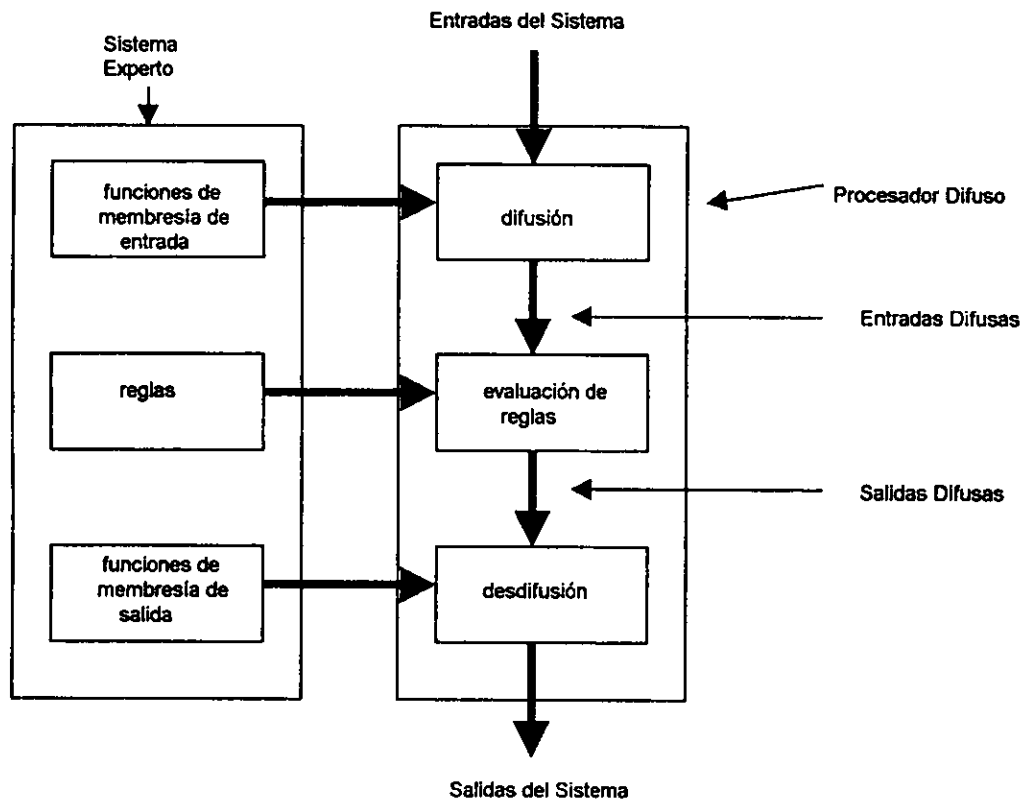 Entradas del Sistema
Sistema
Experto
funciones de
membresía de
entrada
difusión
Procesador Difuso
Entradas Difusas
reglas
evaluación de
reglas
Salidas Difusas
funciones de
membresía de
salida
desdifusión
Salidas del Sistema